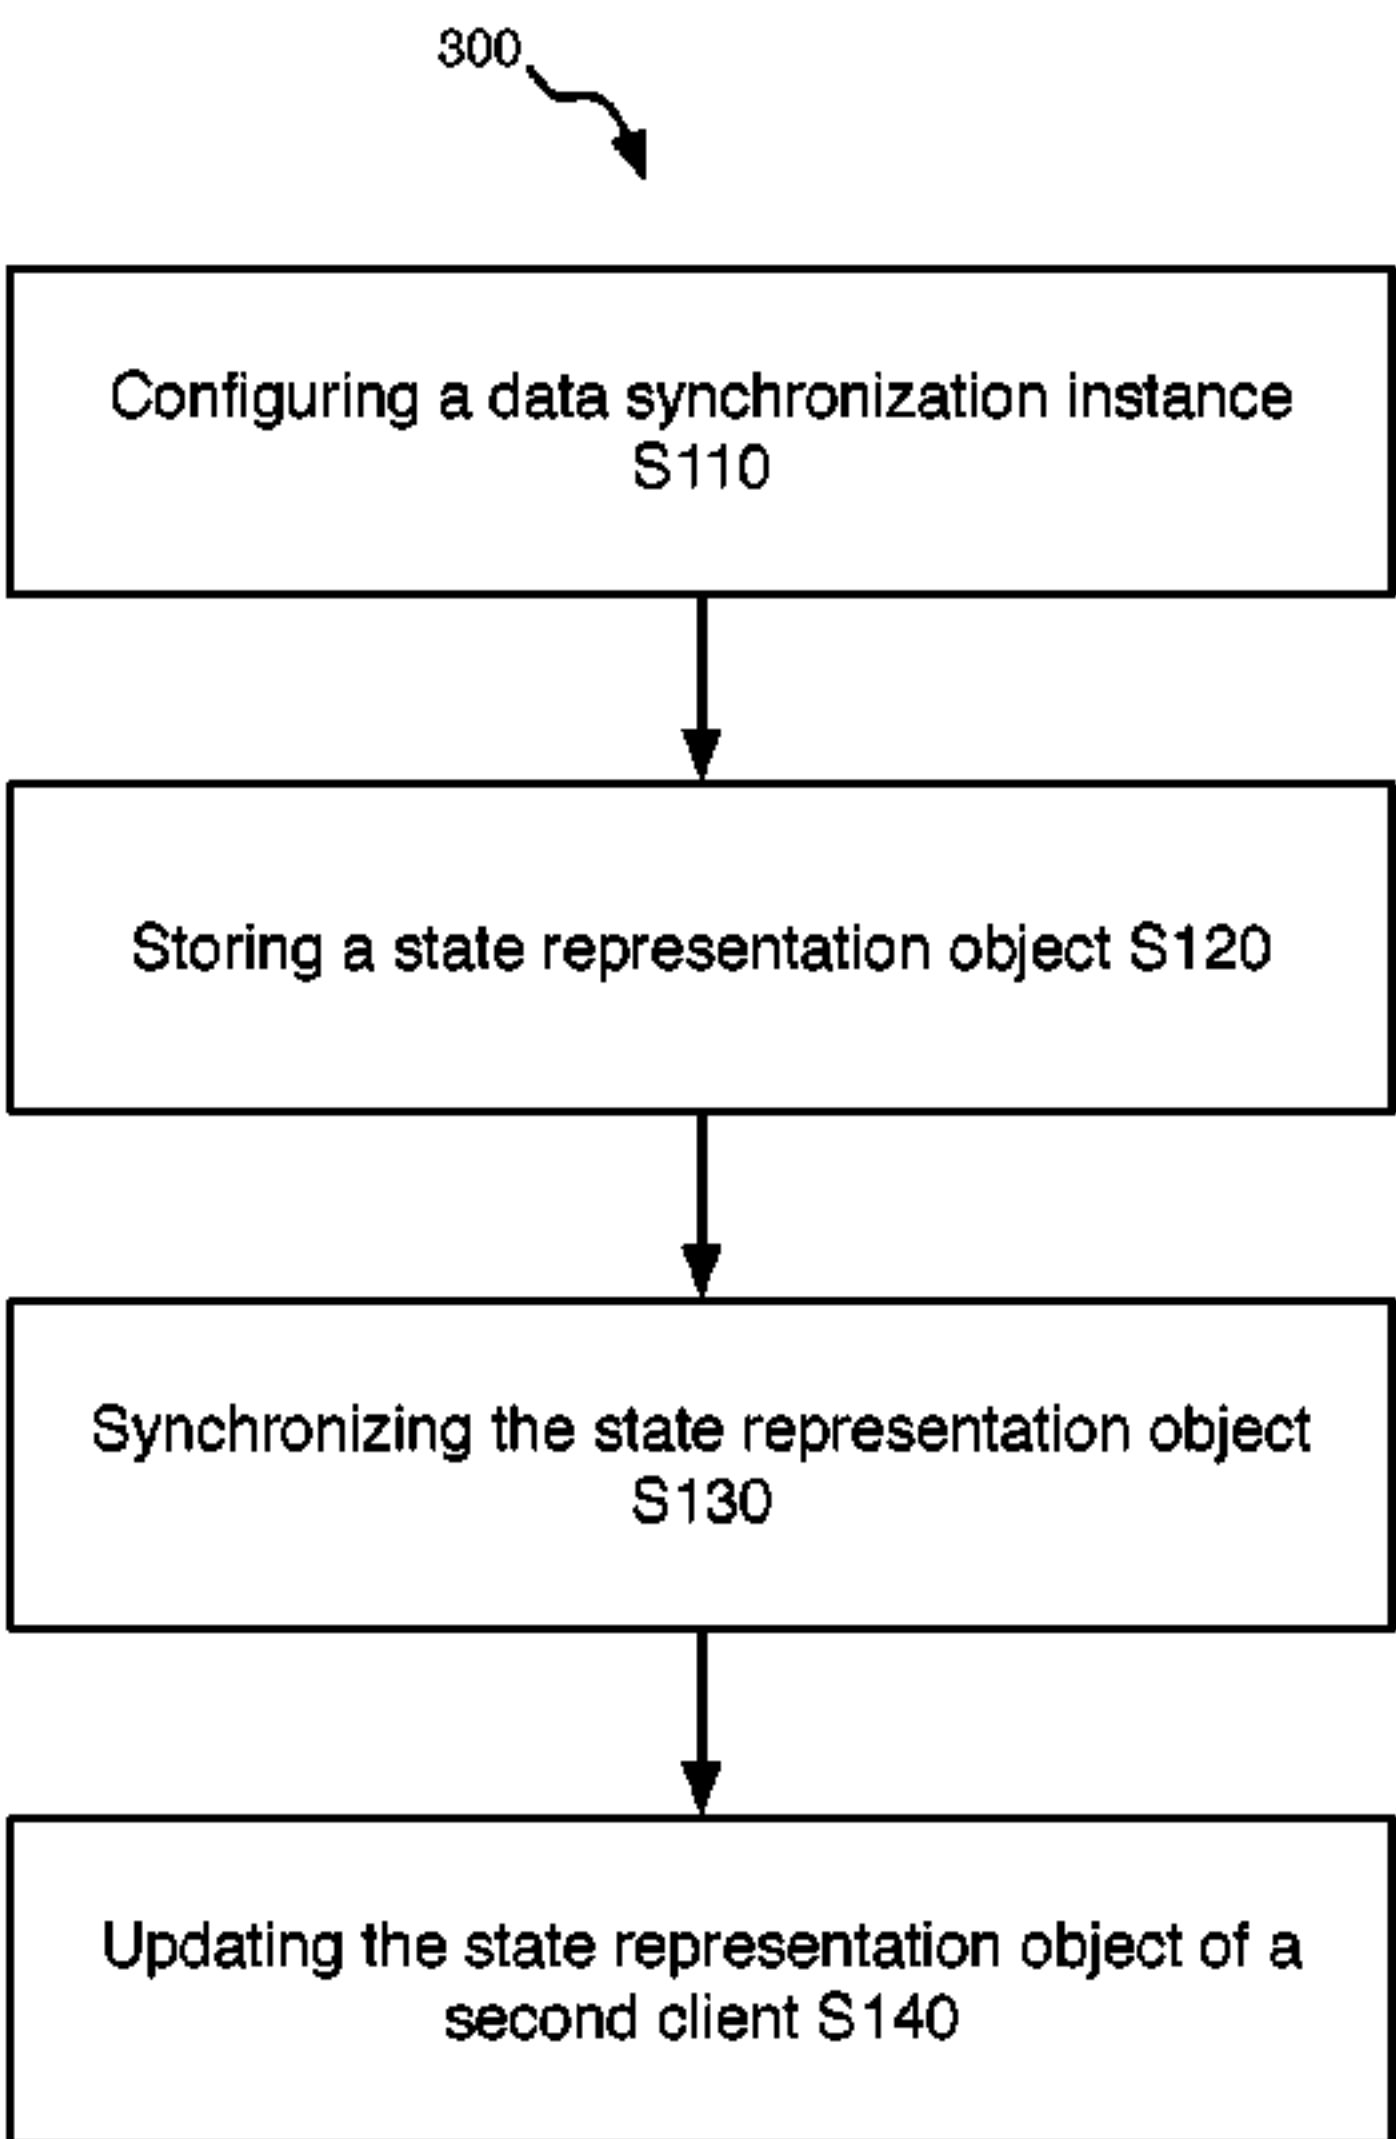 300
Configuring a data synchronization instance
S110
Storing a state representation object S120
Synchronizing the state representation object
S130
Updating the state representation object of a
second client S140